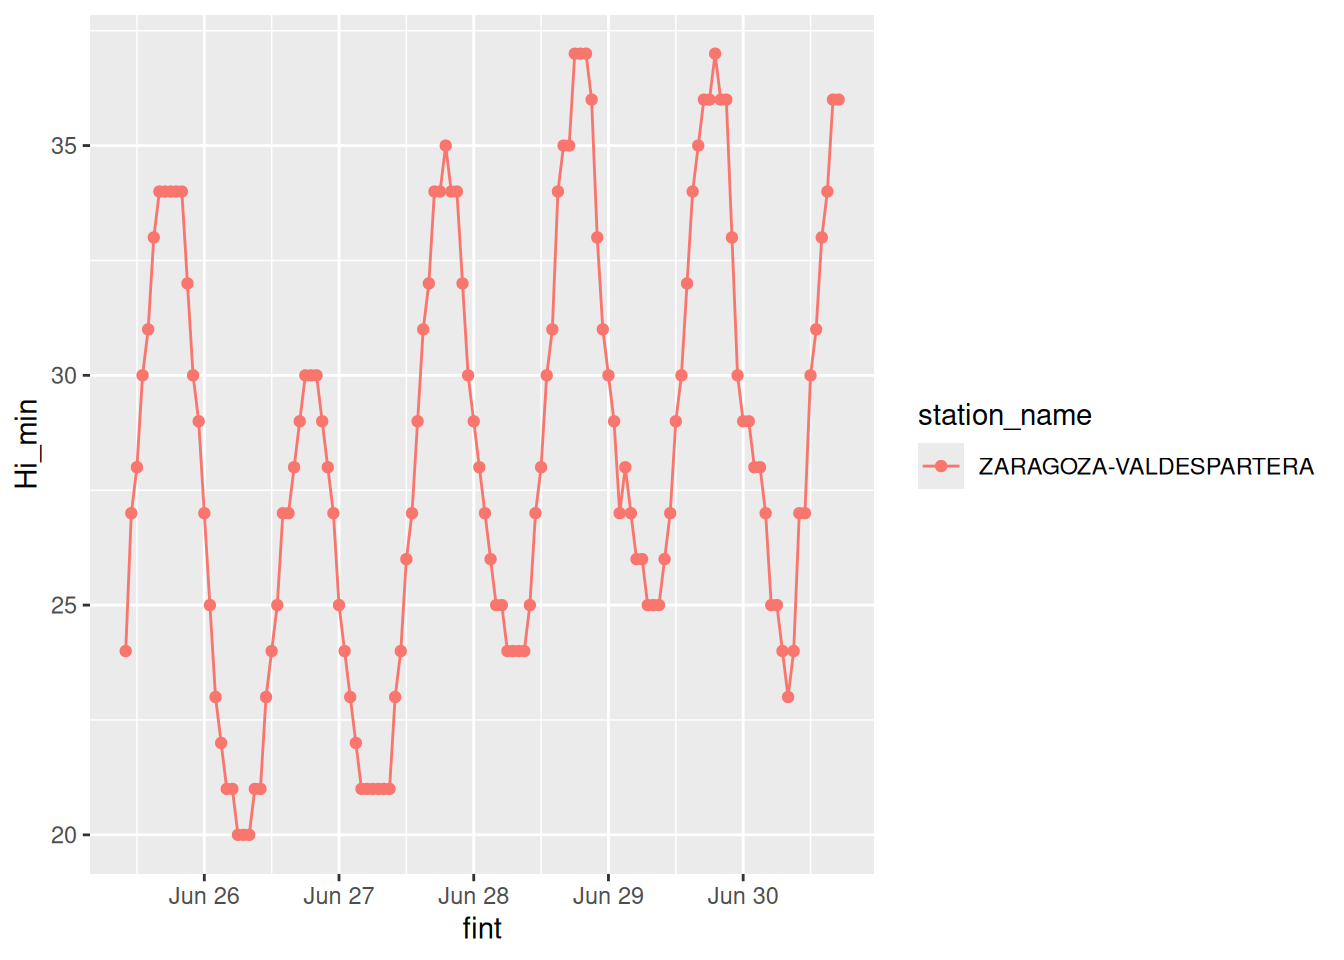 35
30
25
20
Hi_min
Jun 26
Jun 27
Jun 28
Jun 29
Jun 30
fint
station_name
ZARAGOZA-VALDESPARTERA